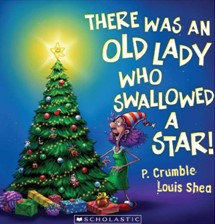 THERE WAS AN
OLD LADY
WHO
SWALLOWED
A
STAR!
P. Crumble
Louis Shea
SCHOLASTIC